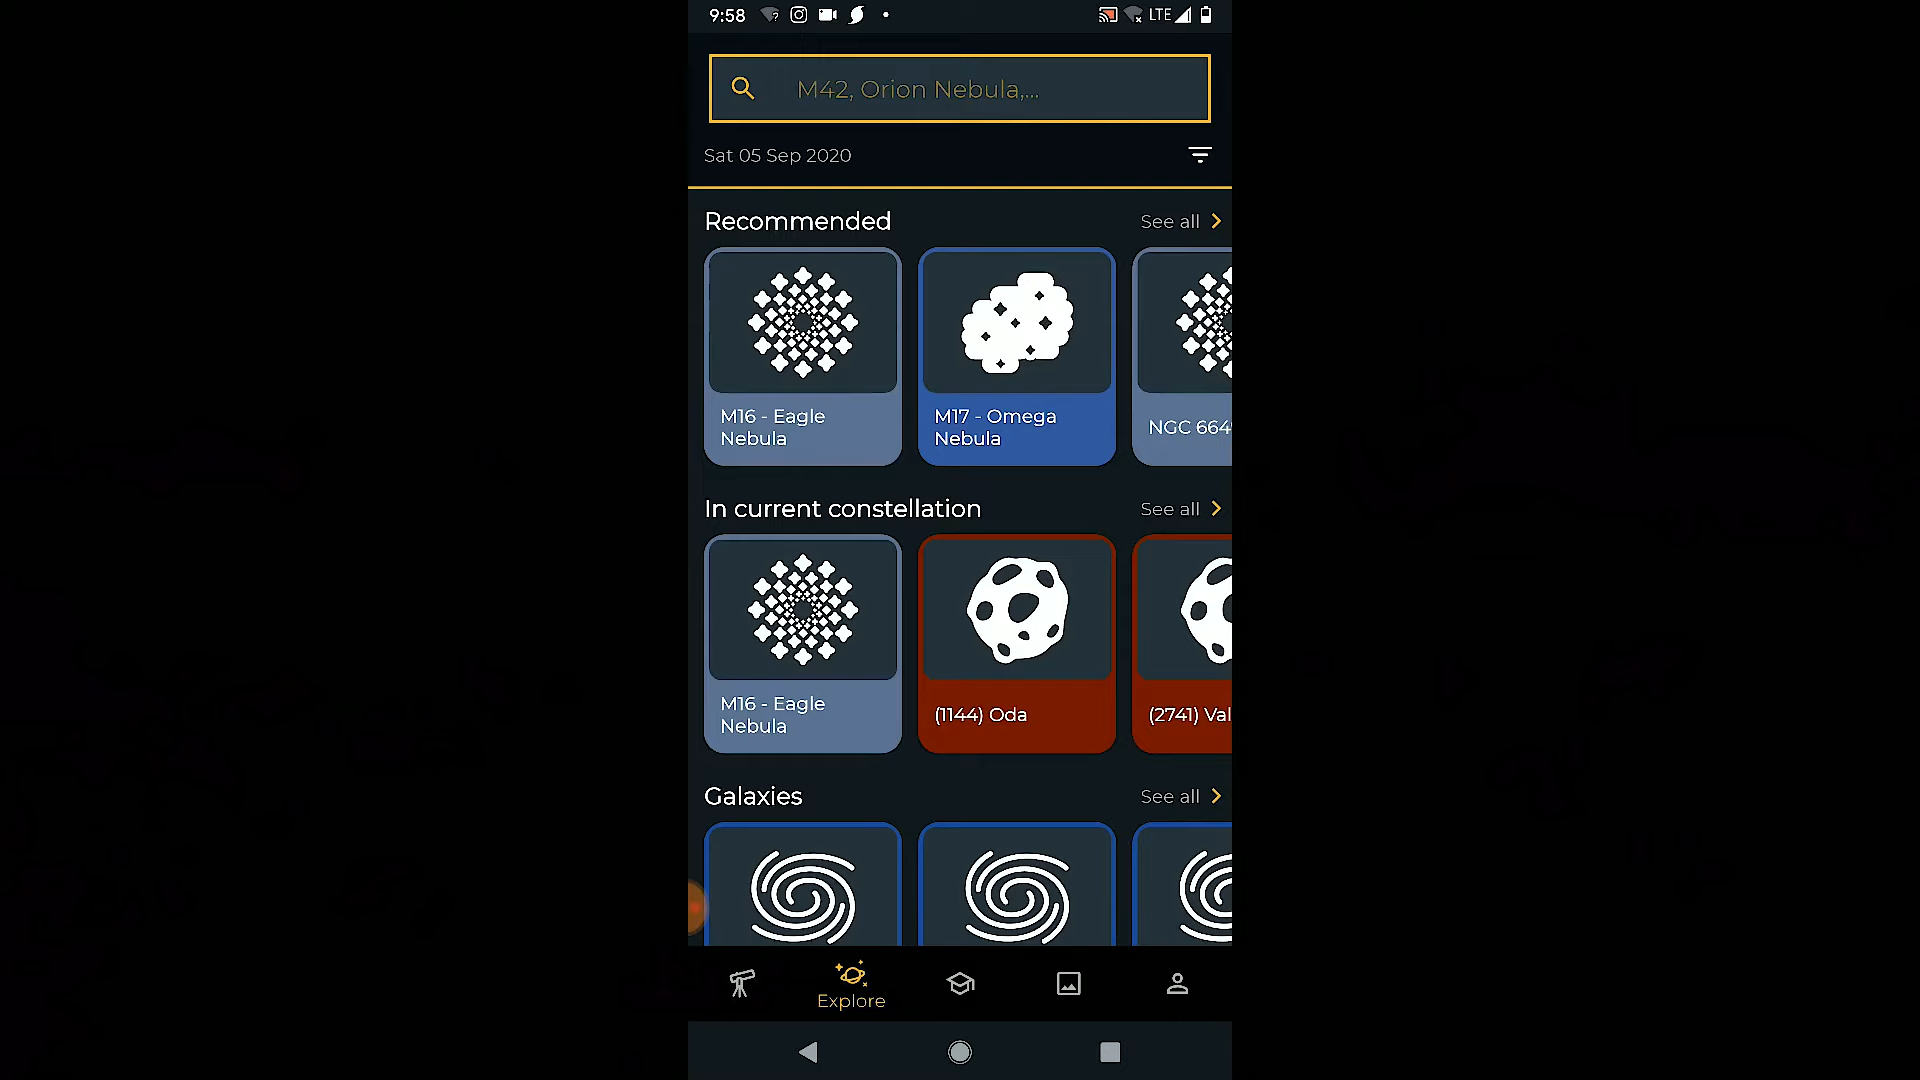 9:58
LTE
M42, Orion Nebula,...
Sat 05 Sep 2020
Recommended
See all
M16 - Eagle
Nebula
M17 - Omega
Nebula
NGC 664
In current constellation
See all
M16 - Eagle
Nebula
(1144) Oda
(2741) Val
Galaxies
See all
Explore